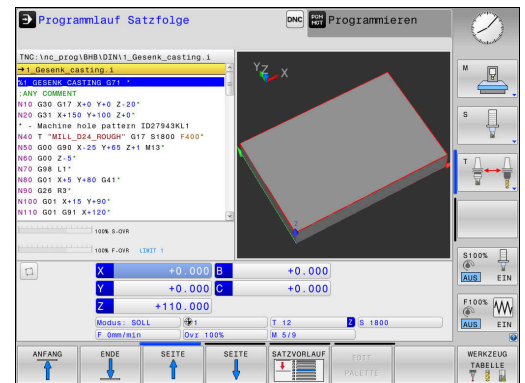 Programmlauf Satzfolge
DNC
PGM
MDT
Programmieren
TNC:\nc_prog\BHB\DIN\1_Gesenk_casting.i
→1_Gesenk_casting.i
%1_GESENK_CASTING G71 *
;ANY COMMENT
N10 G30 G17 X+0 Y+0 Z-20*
N20 G31 X+150 Y+100 Z+0*
* - Machine hole pattern ID27943KL1
N40 T "MILL_D24_ROUGH" G17 S1800 F400*
N50 G00 G90 X-25 Y+65 Z+1 M13*
N60 G00 Z-5*
N70 G98 L1*
N80 G01 X+5 Y+80 G41*
N90 G26 R3*
N100 G01 X+15 Y+90*
N110 G01 G91 X+120*
Y Z X
Z
100% S-OVR
100% F-OVR LIMIT 1
X +0.000 B +0.000
Y +0.000 C +0.000
Z +110.000
Modus: SOLL 1 T 12 Z S 1800
F 0mm/min Ovr 100% M 5/9
M
S
T
S100%
AUS EIN
F100%
AUS EIN
ANFANG
ENDE
SEITE
SEITE
SATZVORLAUF
EDIT
PALETTE
WERKZEUG
TABELLE